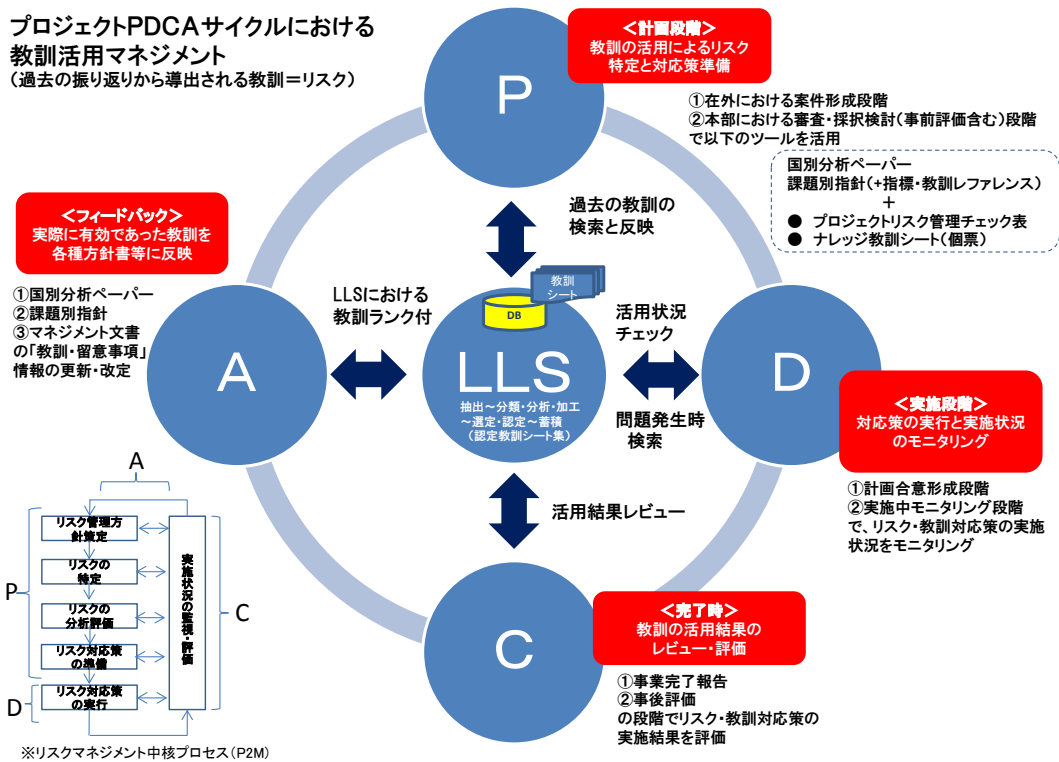 プロジェクトPDCAサイクルにおける
教訓活用マネジメント
(過去の振り返りから導出される教訓=リスク)
P
<計画段階>
教訓の活用によるリスク
特定と対応策準備
①在外における案件形成段階
②本部における審査・採択検討(事前評価含む)段階
で以下のツールを活用
国別分析ペーパー
課題別指針(+指標・教訓レファレンス)
+
● プロジェクトリスク管理チェック表
● ナレッジ教訓シート(個票)
過去の教訓の
検索と反映
<フィードバック>
実際に有効であった教訓を
各種方針書等に反映
①国別分析ペーパー
②課題別指針
③マネジメント文書
の「教訓・留意事項」
情報の更新・改定
A
LLSにおける
教訓ランク付
教訓
シート
DB
LLS
抽出~分類・分析・加工
~選定・認定~蓄積
(認定教訓シート集)
活用状況
チェック
問題発生時
検索
D
<実施段階>
対応策の実行と実施状況
のモニタリング
①計画合意形成段階
②実施中モニタリング段階
で、リスク・教訓対応策の実施
状況をモニタリング
活用結果レビュー
C
<完了時>
教訓の活用結果の
レビュー・評価
①事業完了報告
②事後評価
の段階でリスク・教訓対応策の
実施結果を評価
A
P
リスク管理方
針策定
リスクの
特定
リスクの
分析評価
リスク対応策
の準備
D
リスク対応策
の実行
実施状況の監視・評価
C
※リスクマネジメント中核プロセス(P2M)